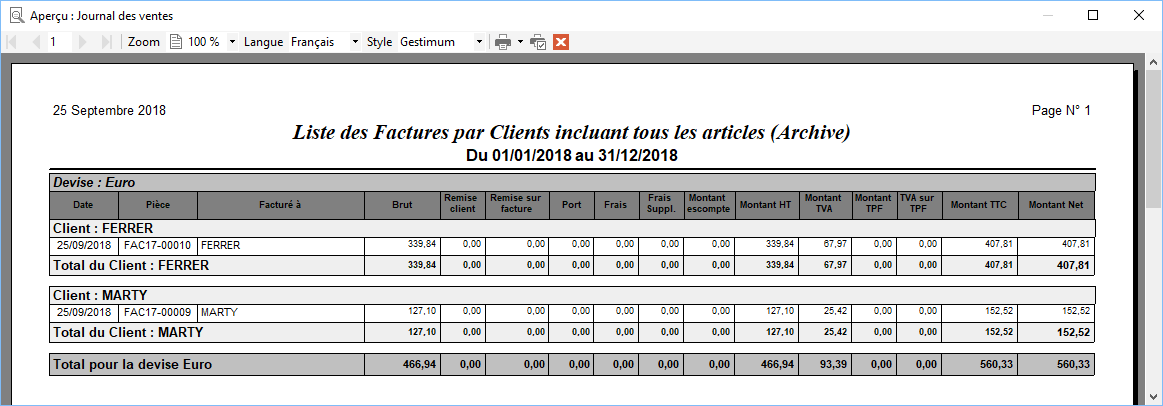 Aperçu : Journal des ventes
1 Zoom 100 % Langue Français Style Gestimum
25 Septembre 2018 Page N° 1
Liste des Factures par Clients incluant tous les articles (Archive)
Du 01/01/2018 au 31/12/2018
Devise : Euro
Date Pièce Facturé à Brut Remise client Remise sur facture Port Frais Frais Suppl. Montant escompte Montant HT Montant TVA Montant TPF TVA sur TPF Montant TTC Montant Net
Client : FERRER
25/09/2018 FAC17-00010 FERRER 339,84 0,00 0,00 0,00 0,00 0,00 0,00 339,84 67,97 0,00 0,00 407,81 407,81
Total du Client : FERRER 339,84 0,00 0,00 0,00 0,00 0,00 0,00 339,84 67,97 0,00 0,00 407,81 407,81
Client : MARTY
25/09/2018 FAC17-00009 MARTY 127,10 0,00 0,00 0,00 0,00 0,00 0,00 127,10 25,42 0,00 0,00 152,52 152,52
Total du Client : MARTY 127,10 0,00 0,00 0,00 0,00 0,00 0,00 127,10 25,42 0,00 0,00 152,52 152,52
Total pour la devise Euro 466,94 0,00 0,00 0,00 0,00 0,00 0,00 466,94 93,39 0,00 0,00 560,33 560,33